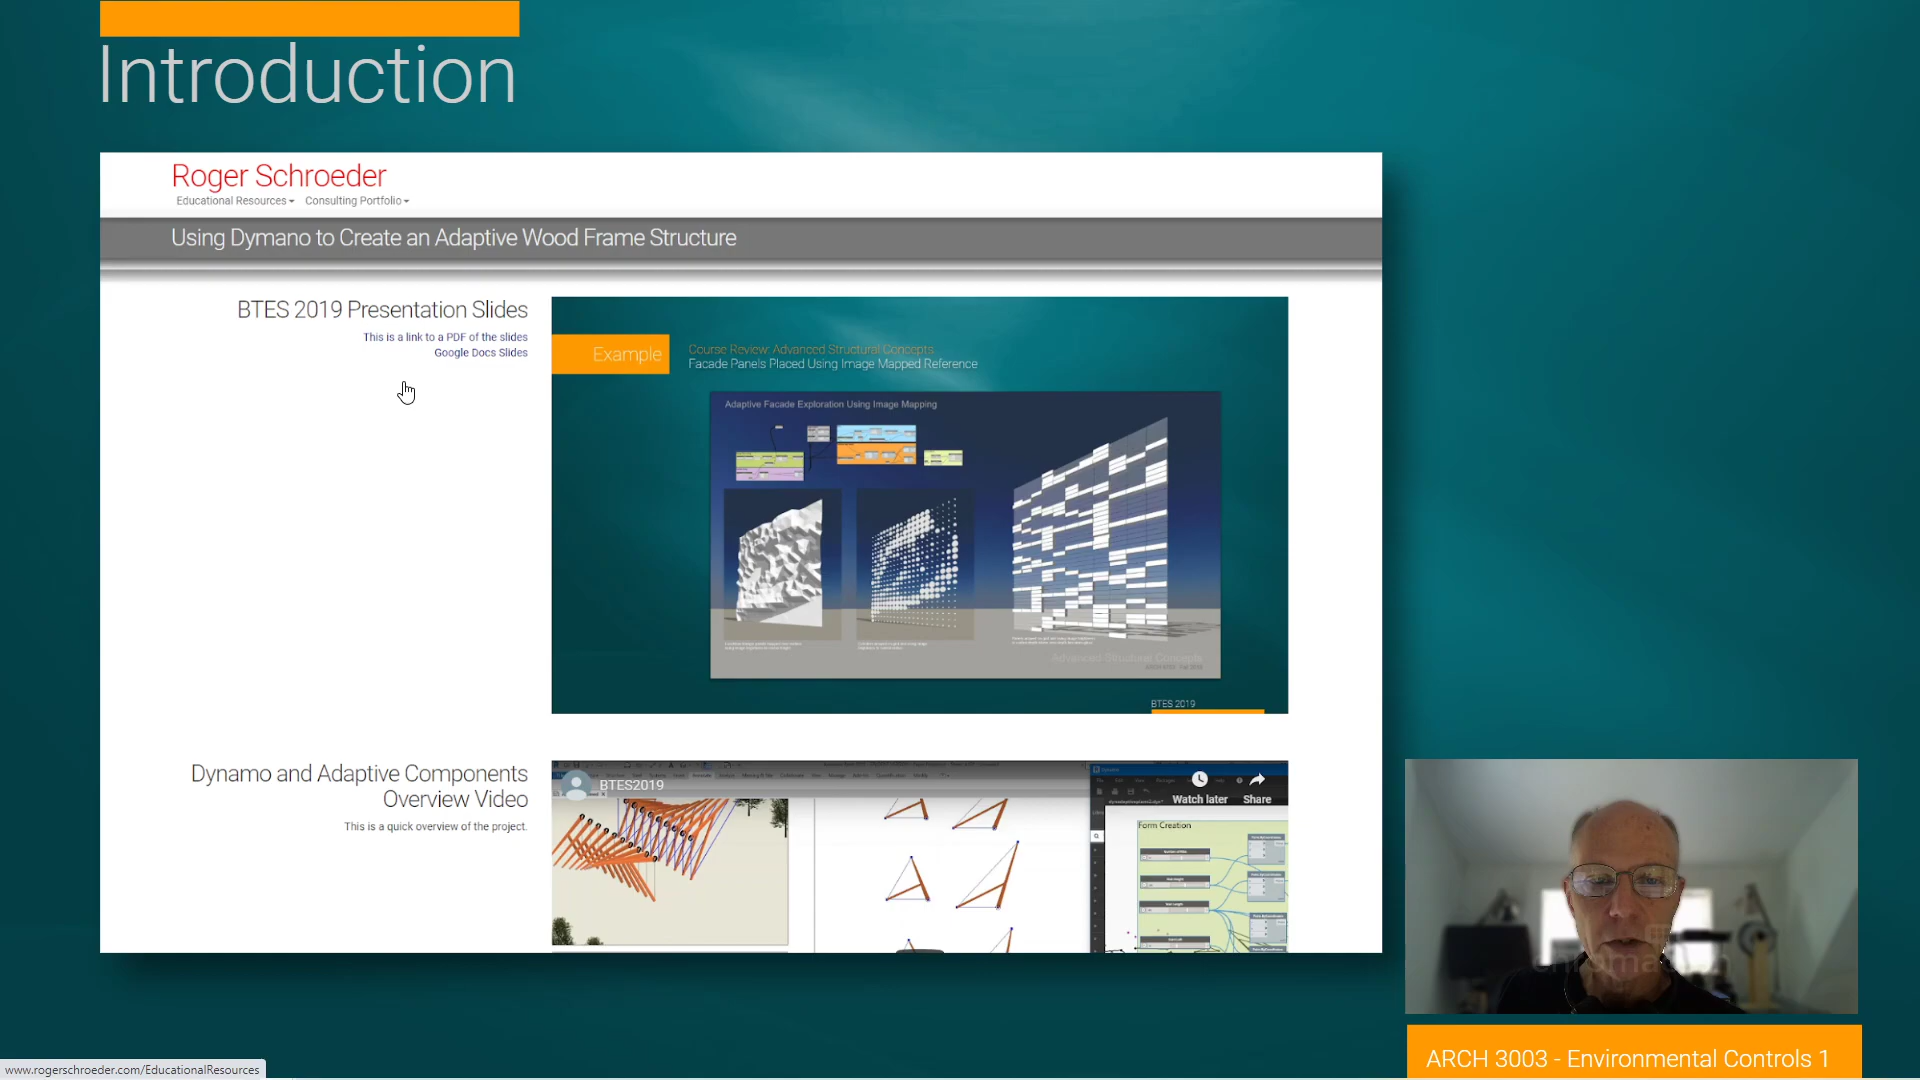 Introduction
Roger Schroeder
Educational Resources
Consulting Portfolio
Using Dymano to Create an Adaptive Wood Frame Structure
BTES 2019 Presentation Slides
This is a link to a PDF of the slides
Google Docs Slides
Example
Course Review: Advanced Structural Concepts
Facade Panels Placed Using Image Mapped Reference
Adaptive Facade Exploration Using Image Mapping
Advanced Structural Concepts
BTES 2019
Dynamo and Adaptive Components
Overview Video
This is a quick overview of the project.
BTES2019
Watch later
Share
Form Creation
ARCH 3003 - Environmental Controls 1
www.rogerschroeder.com/EducationalResources